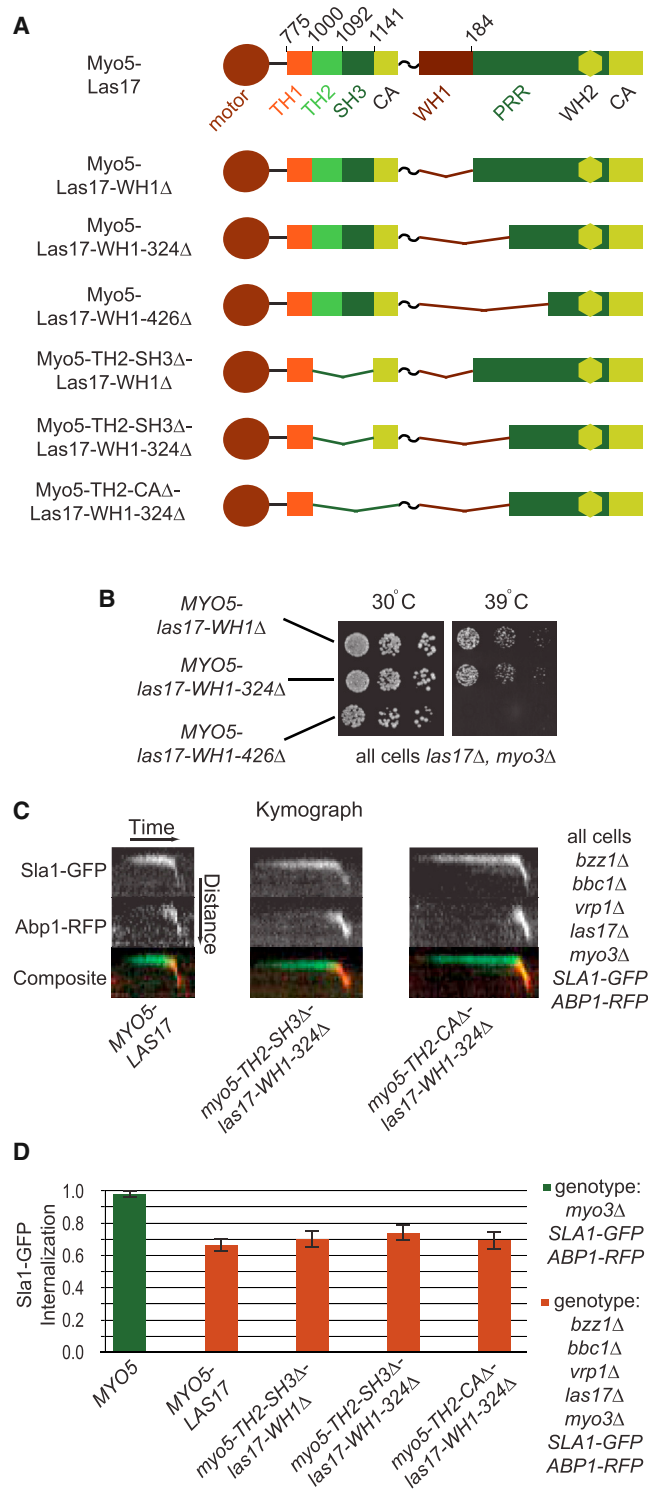 A
775
1000
1092
1141
184
Myo5-
Las17
motor
TH1
TH2
SH3
CA
WH1
PRR
WH2
CA
Myo5-
Las17-WH1Δ
Myo5-
Las17-WH1-324Δ
Myo5-
Las17-WH1-426Δ
Myo5-TH2-SH3Δ-
Las17-WH1Δ
Myo5-TH2-SH3Δ-
Las17-WH1-324Δ
Myo5-TH2-CAΔ-
Las17-WH1-324Δ
B
30°C
39°C
MYO5-
las17-WH1Δ
MYO5-
las17-WH1-324Δ
MYO5-
las17-WH1-426Δ
all cells las17Δ, myo3Δ
C
Kymograph
Time
Distance
Sla1-GFP
Abp1-RFP
Composite
MYO5-
LAS17
myo5-TH2-SH3Δ-
las17-WH1-324Δ
myo5-TH2-CAΔ-
las17-WH1-324Δ
all cells
bzz1Δ
bbc1Δ
vrp1Δ
las17Δ
myo3Δ
SLA1-GFP
ABP1-RFP
D
Sla1-GFP
Internalization
1.0
0.8
0.6
0.4
0.2
0.0
MYO5
MYO5-
LAS17
myo5-TH2-SH3Δ-
las17-WH1Δ
myo5-TH2-SH3Δ-
las17-WH1-324Δ
myo5-TH2-CAΔ-
las17-WH1-324Δ
genotype:
myo3Δ
SLA1-GFP
ABP1-RFP
genotype:
bzz1Δ
bbc1Δ
vrp1Δ
las17Δ
myo3Δ
SLA1-GFP
ABP1-RFP